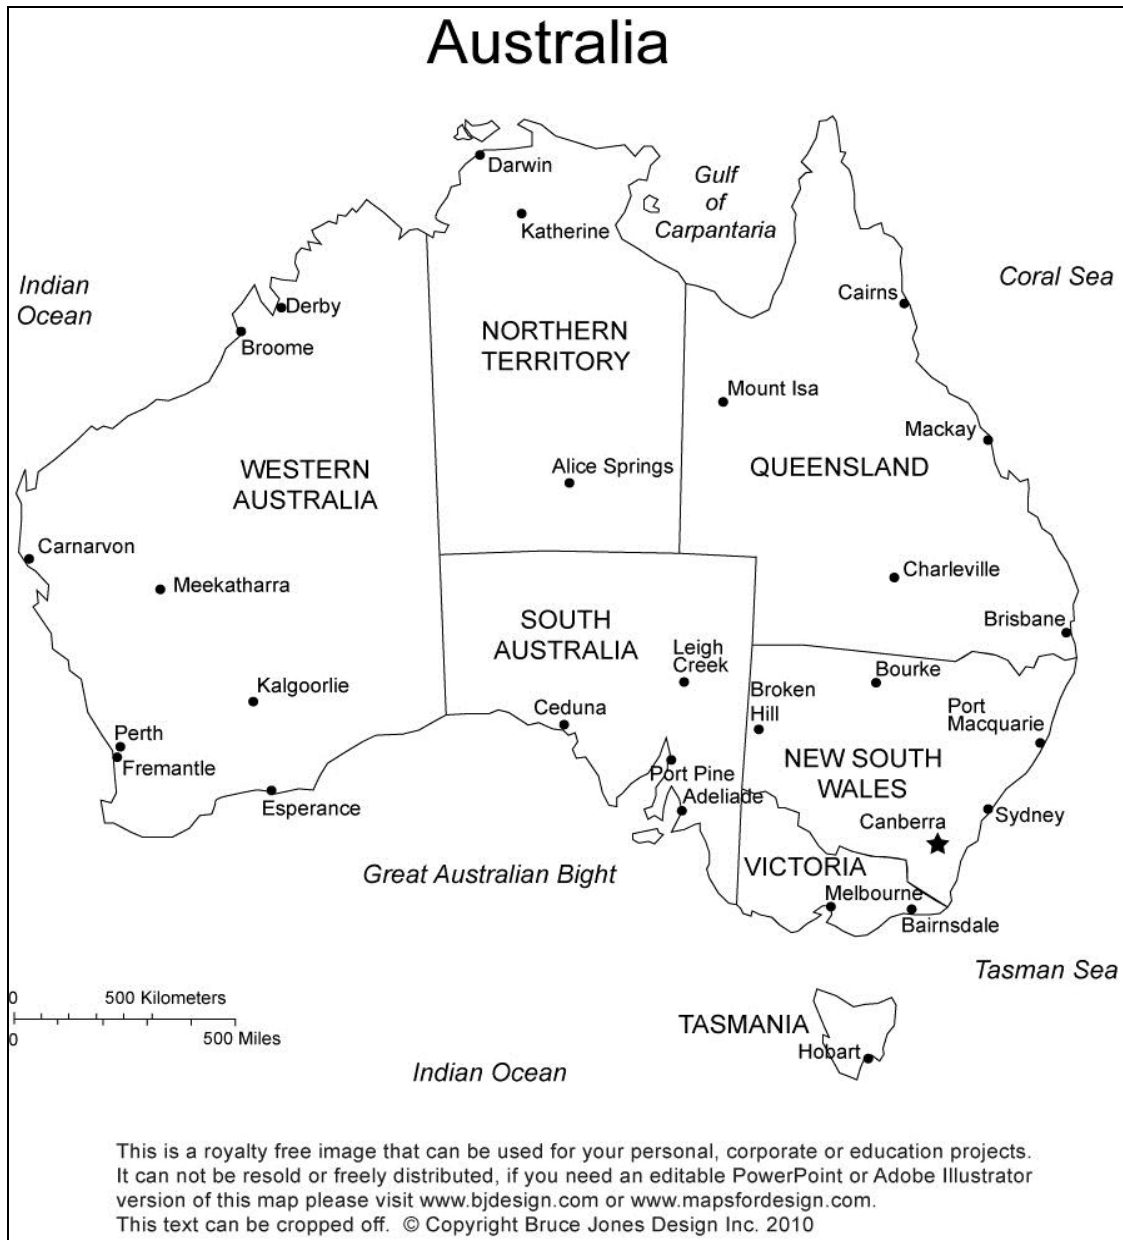 Australia
Darwin
Gulf
of
Carpantaria
Katherine
Indian
Ocean
Coral Sea
Derby
Cairns
Broome
NORTHERN
TERRITORY
Mount Isa
Mackay
WESTERN
AUSTRALIA
Alice Springs
QUEENSLAND
Carnarvon
Meekatharra
Charleville
SOUTH
AUSTRALIA
Brisbane
Leigh
Creek
Bourke
Kalgoorlie
Broken
Hill
Ceduna
Port
Macquarie
Perth
Fremantle
Port Pine
NEW SOUTH
WALES
Adeliade
Esperance
Sydney
Canberra
Great Australian Bight
VICTORIA
Melbourne
Bairnsdale
Tasman Sea
0 500 Kilometers
0 500 Miles
TASMANIA
Hobart
Indian Ocean
This is a royalty free image that can be used for your personal, corporate or education projects.
It can not be resold or freely distributed, if you need an editable PowerPoint or Adobe Illustrator
version of this map please visit www.bjdesign.com or www.mapsfordesign.com.
This text can be cropped off. © Copyright Bruce Jones Design Inc. 2010